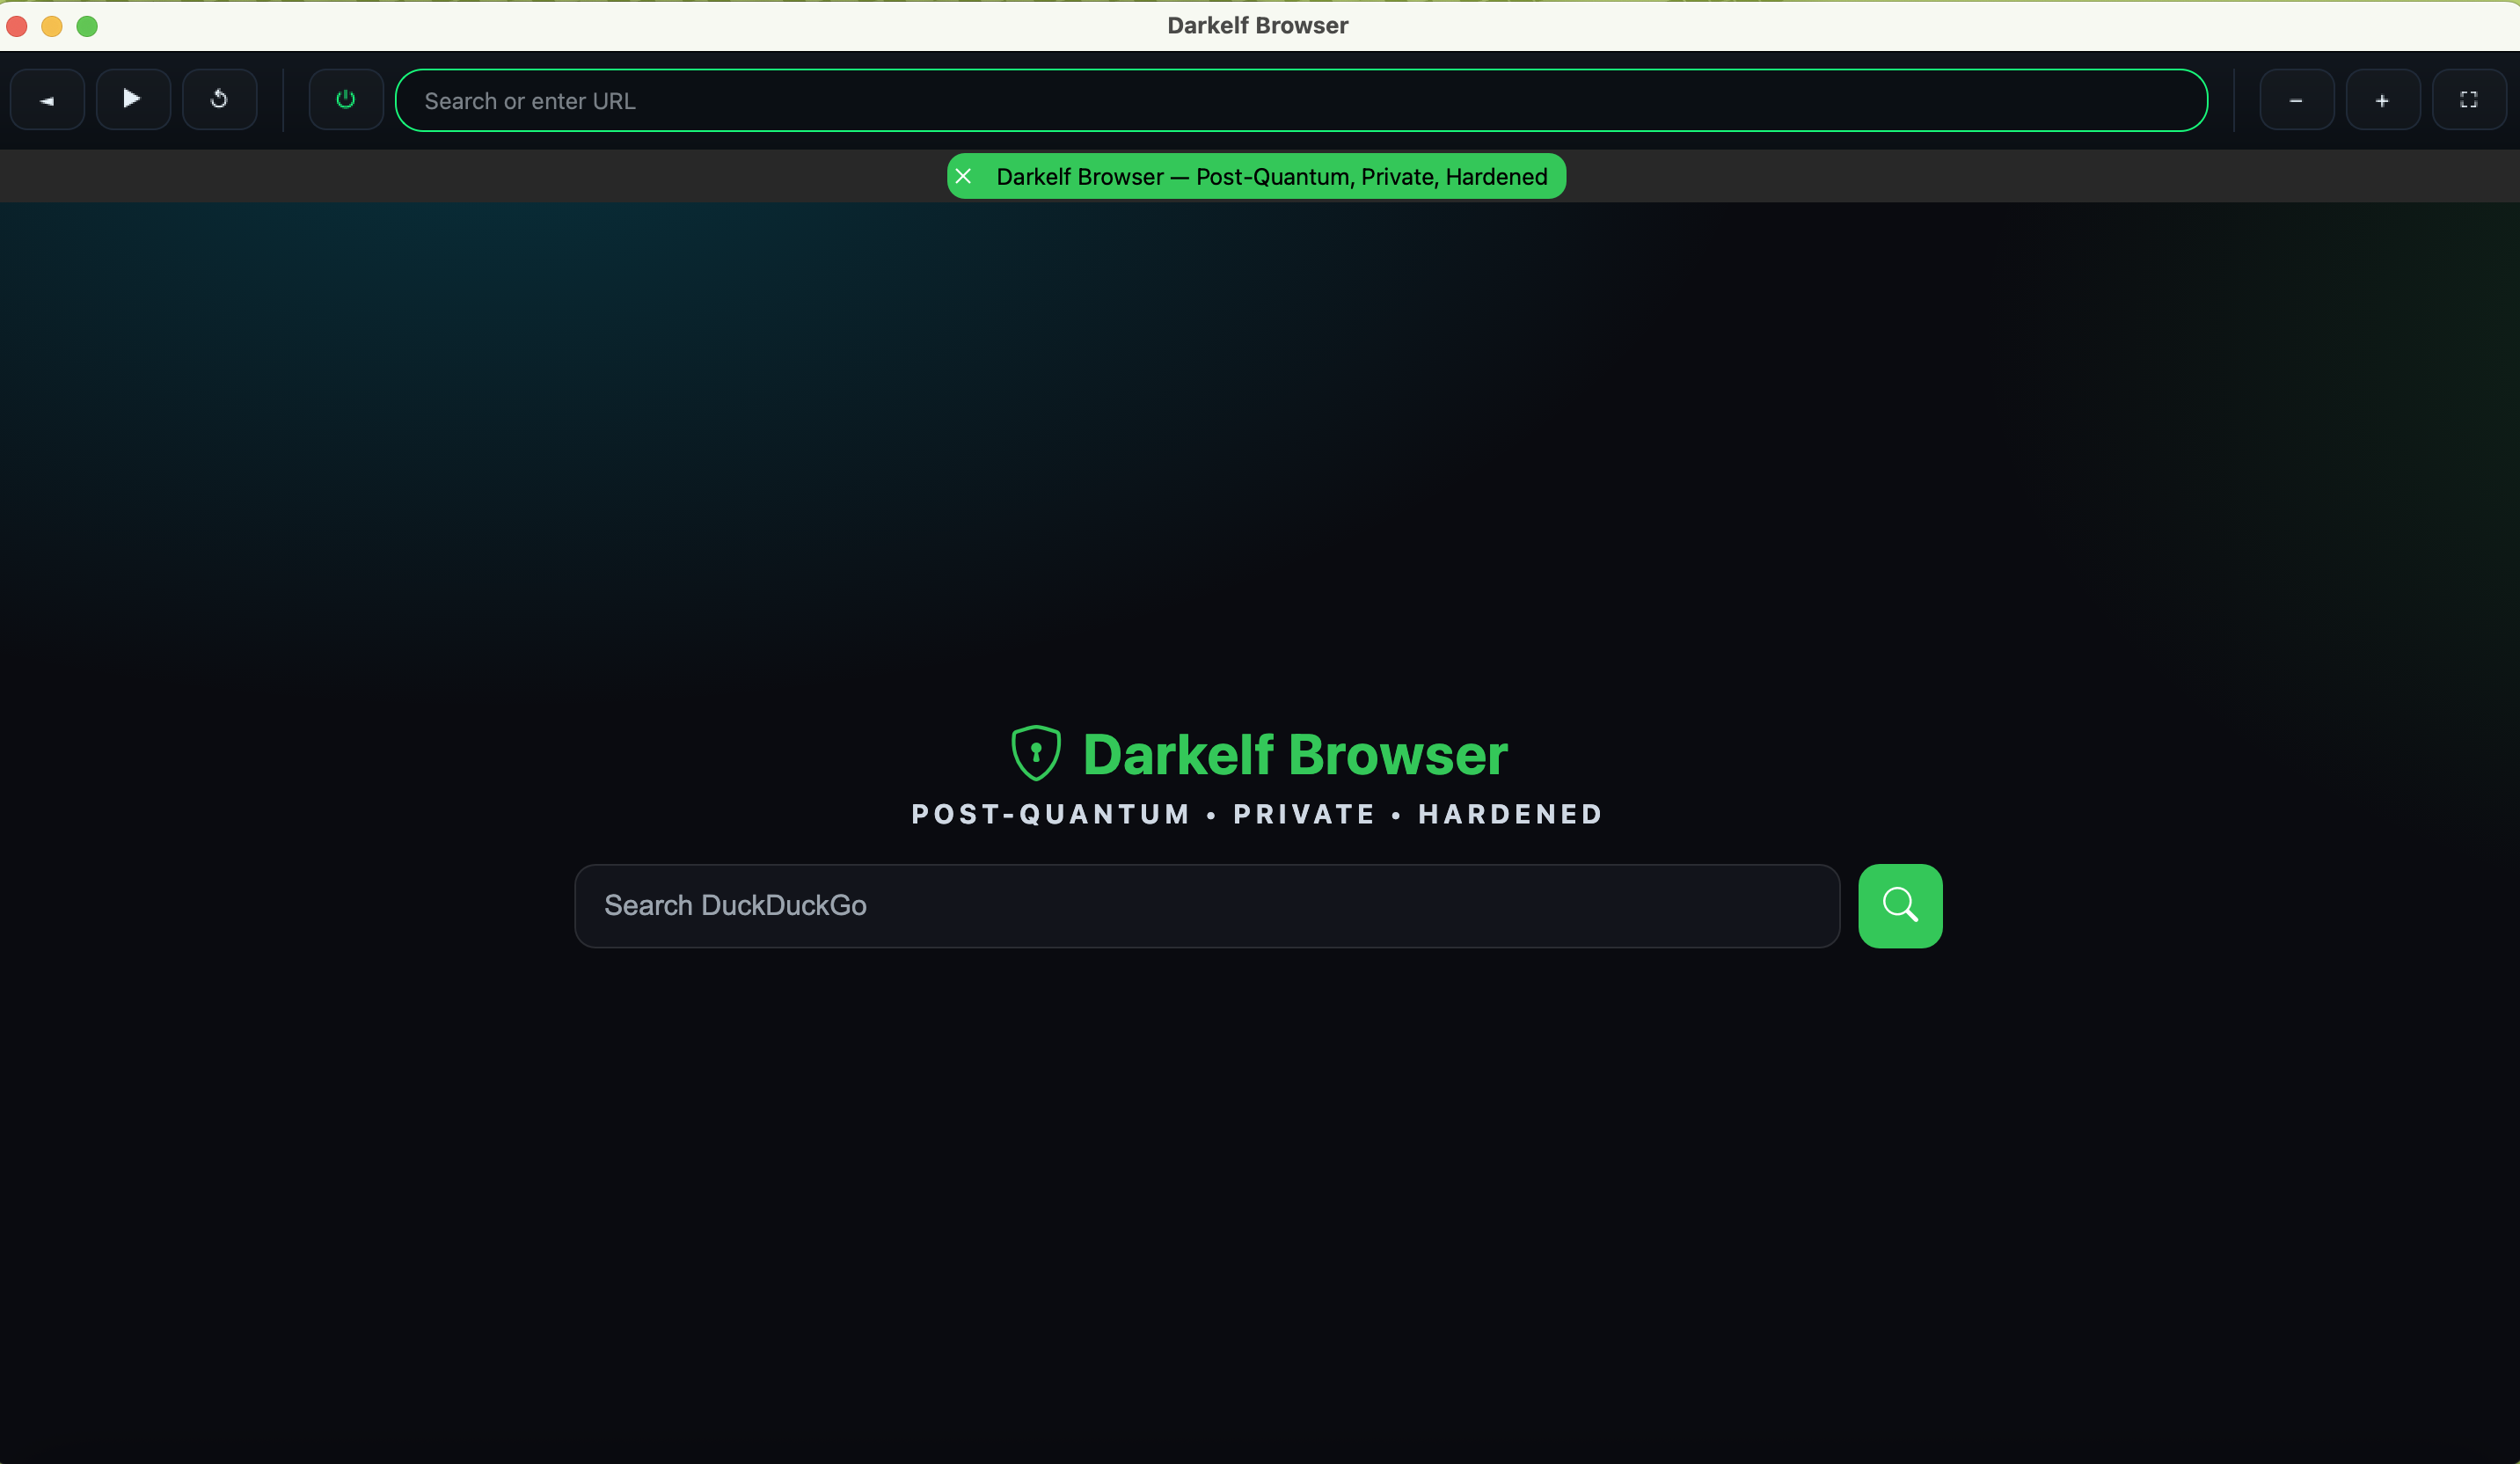 Darkelf Browser
Search or enter URL
Darkelf Browser — Post-Quantum, Private, Hardened
Darkelf Browser
POST-QUANTUM • PRIVATE • HARDENED
Search DuckDuckGo